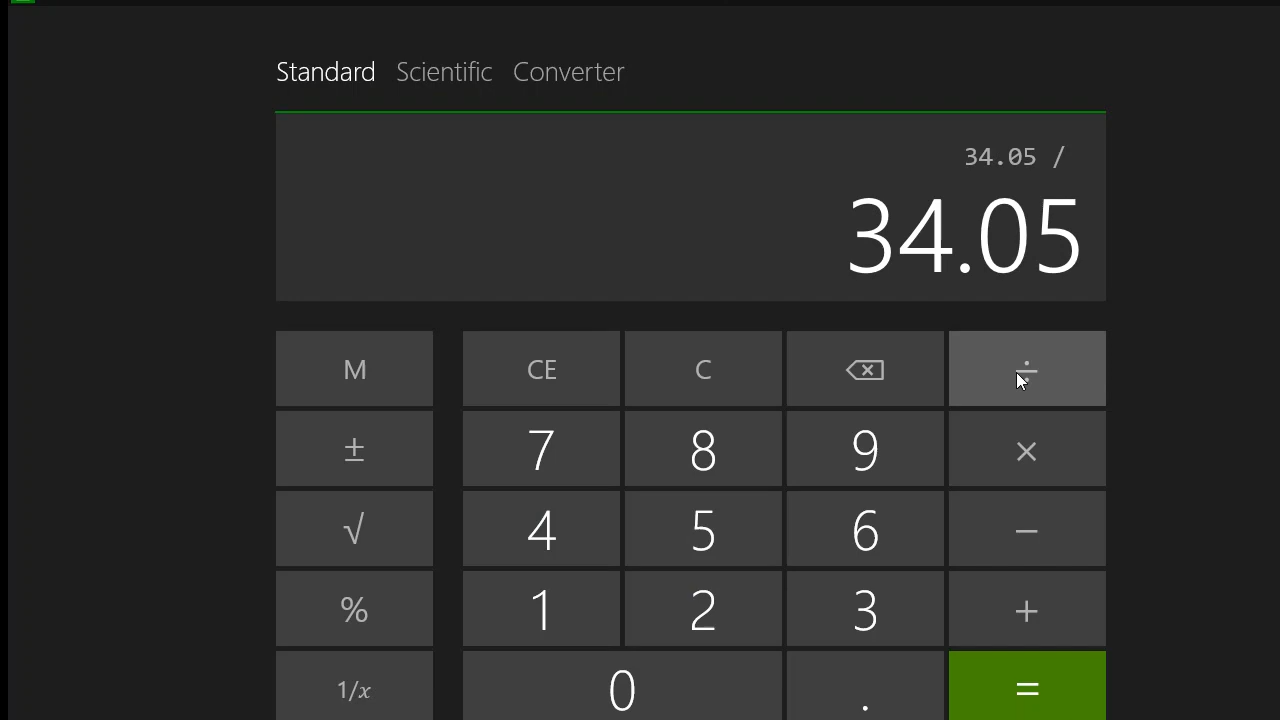 Standard Scientific Converter
34.05 /
34.05
M CE C ÷
± 7 8 9 ×
√ 4 5 6 −
% 1 2 3 +
1/x 0 . =